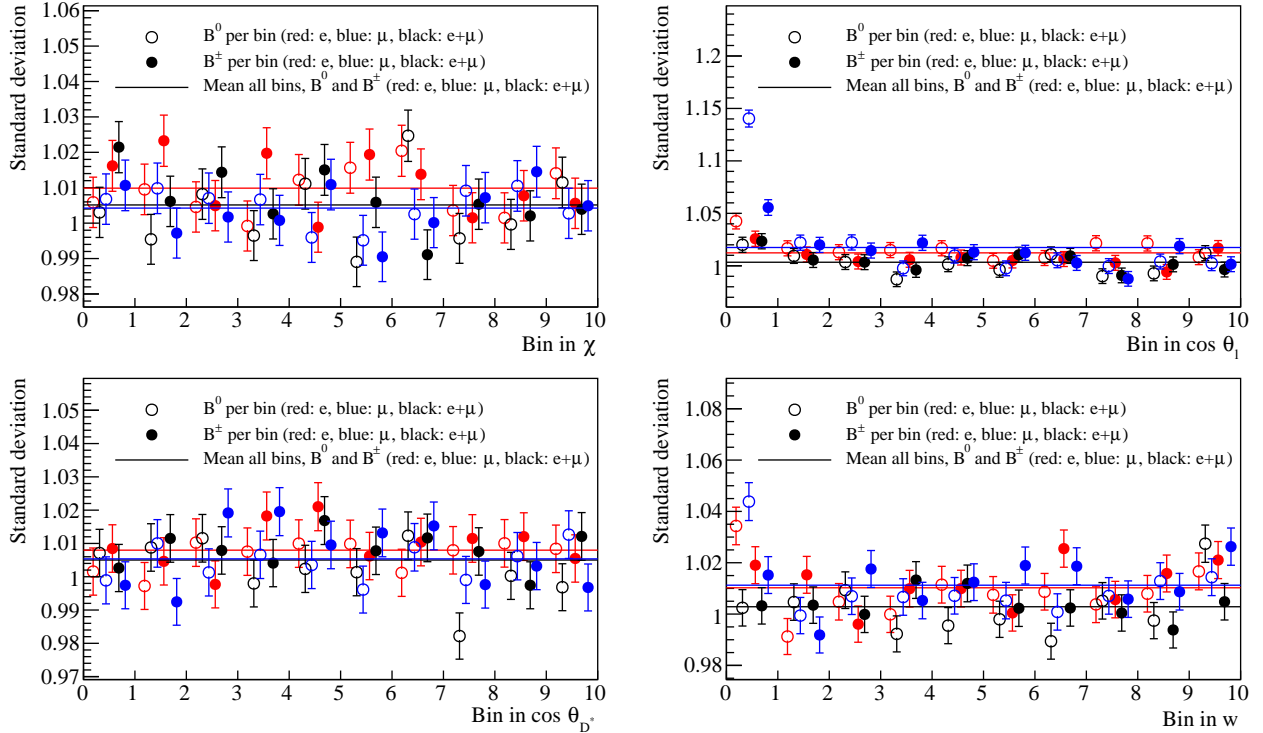 Standard deviation
1.06
1.05
1.04
1.03
1.02
1.01
1
0.99
0.98
B⁰ per bin (red: e, blue: μ, black: e+μ)
B± per bin (red: e, blue: μ, black: e+μ)
Mean all bins, B⁰ and B± (red: e, blue: μ, black: e+μ)
0 1 2 3 4 5 6 7 8 9 10
Bin in χ
Standard deviation
1.2
1.15
1.1
1.05
1
B⁰ per bin (red: e, blue: μ, black: e+μ)
B± per bin (red: e, blue: μ, black: e+μ)
Mean all bins, B⁰ and B± (red: e, blue: μ, black: e+μ)
0 1 2 3 4 5 6 7 8 9 10
Bin in cos θ_l
Standard deviation
1.05
1.04
1.03
1.02
1.01
1
0.99
0.98
0.97
B⁰ per bin (red: e, blue: μ, black: e+μ)
B± per bin (red: e, blue: μ, black: e+μ)
Mean all bins, B⁰ and B± (red: e, blue: μ, black: e+μ)
0 1 2 3 4 5 6 7 8 9 10
Bin in cos θ_D*
Standard deviation
1.08
1.06
1.04
1.02
1
0.98
B⁰ per bin (red: e, blue: μ, black: e+μ)
B± per bin (red: e, blue: μ, black: e+μ)
Mean all bins, B⁰ and B± (red: e, blue: μ, black: e+μ)
0 1 2 3 4 5 6 7 8 9 10
Bin in w